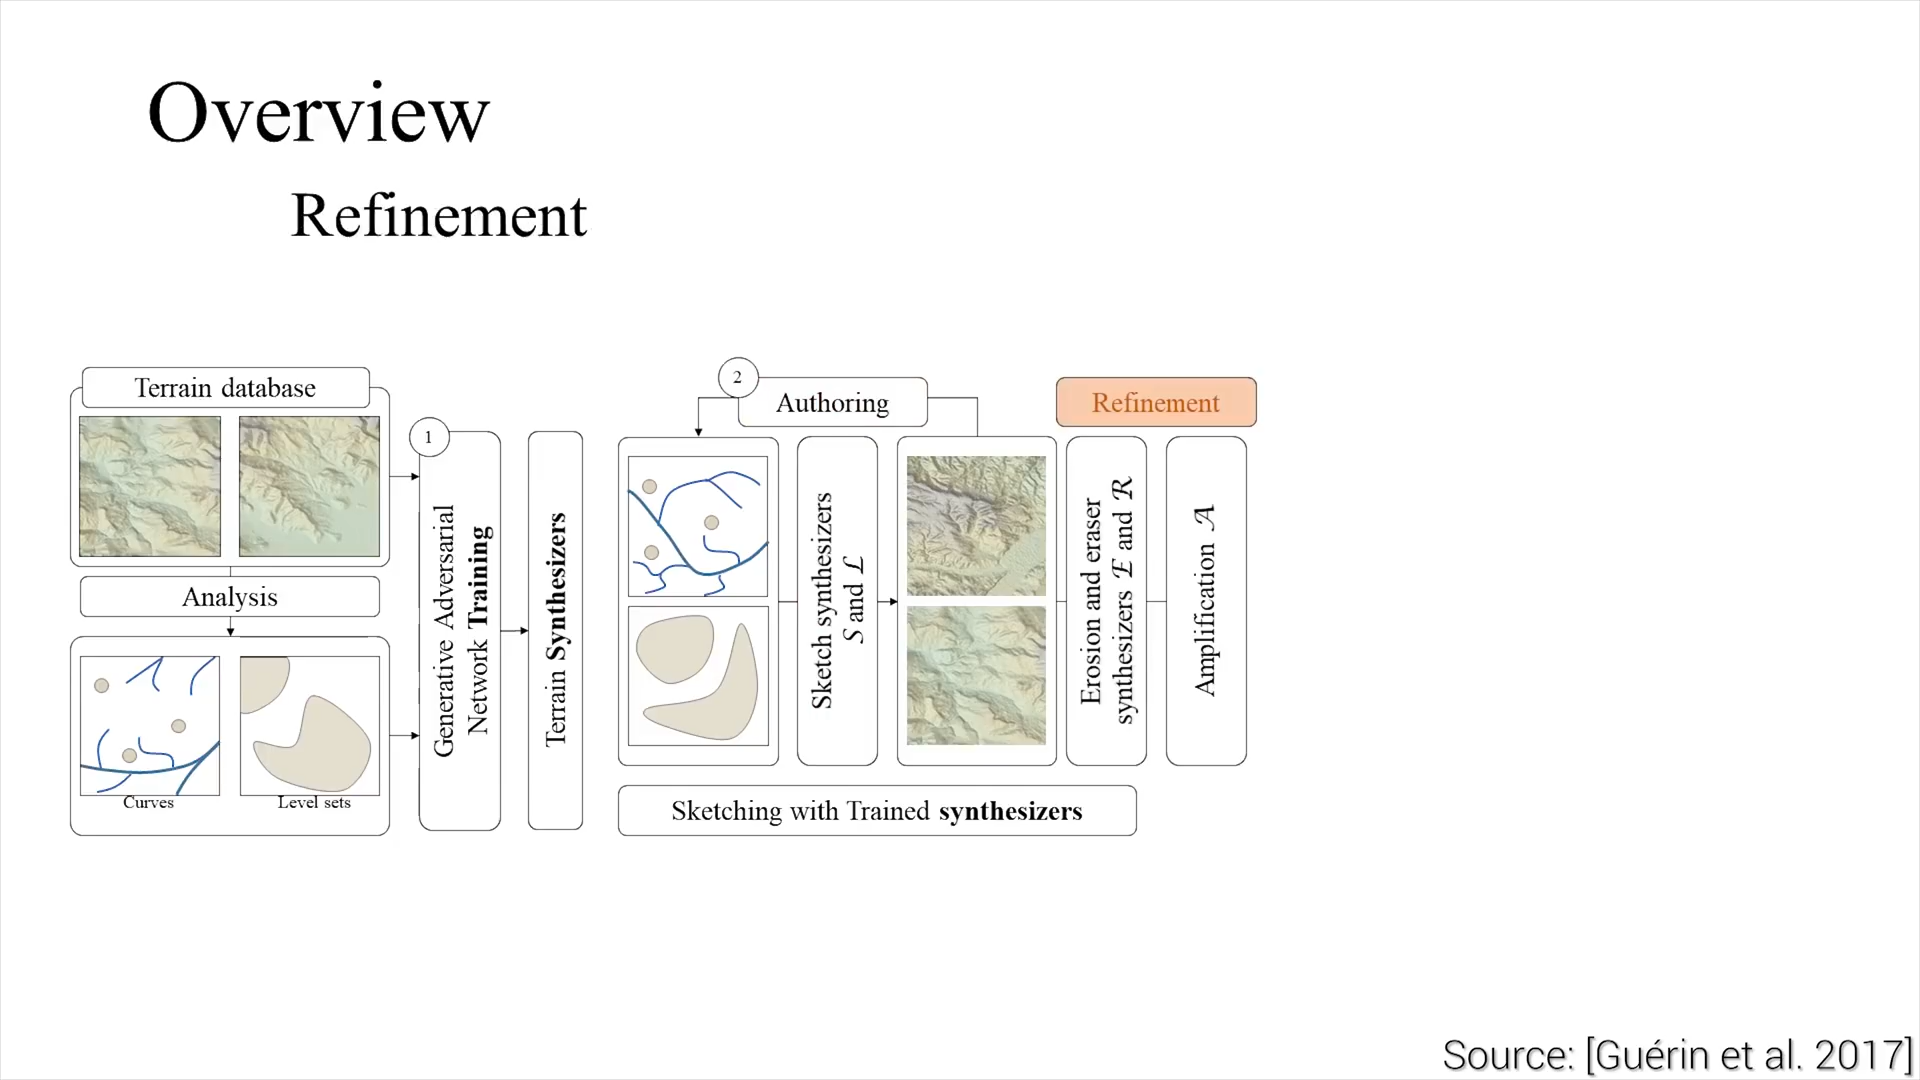 Overview
Refinement
Terrain database
Analysis
Curves
Level sets
1
Generative Adversarial
Network Training
Terrain Synthesizers
2
Authoring
Sketch synthesizers
S and ℒ
Refinement
Erosion and eraser
synthesizers ℰ and ℛ
Amplification 𝒜
Sketching with Trained synthesizers
Source: [Guérin et al. 2017]